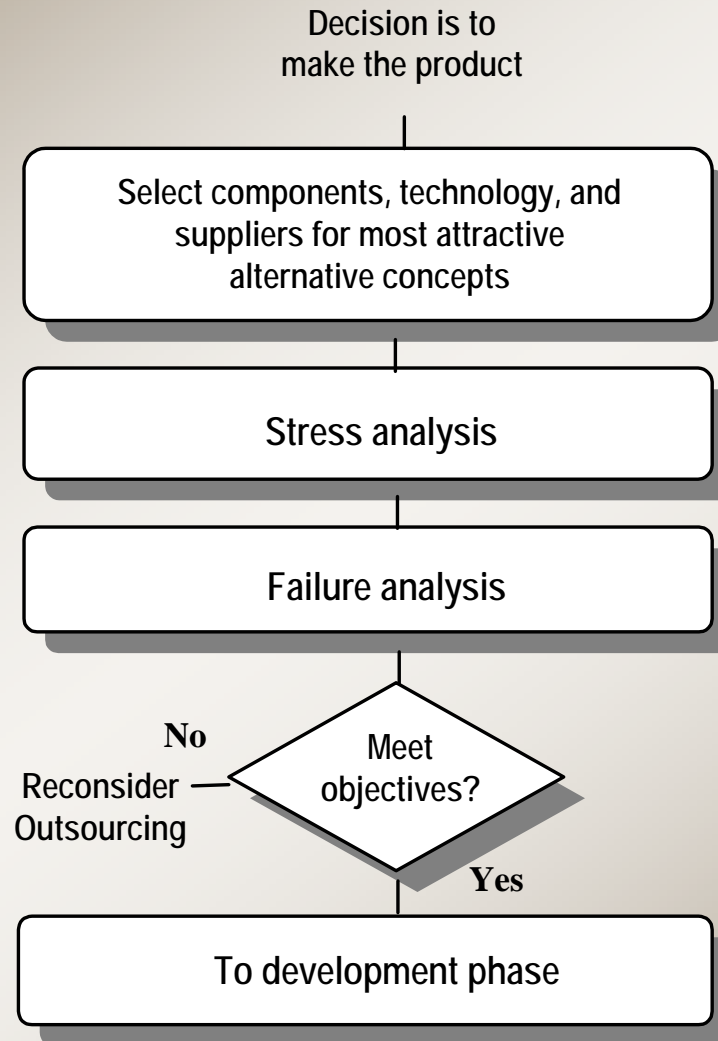 Decision is to
make the product
Select components, technology, and
suppliers for most attractive
alternative concepts
Stress analysis
Failure analysis
No
Meet
objectives?
Reconsider
Outsourcing
Yes
To development phase